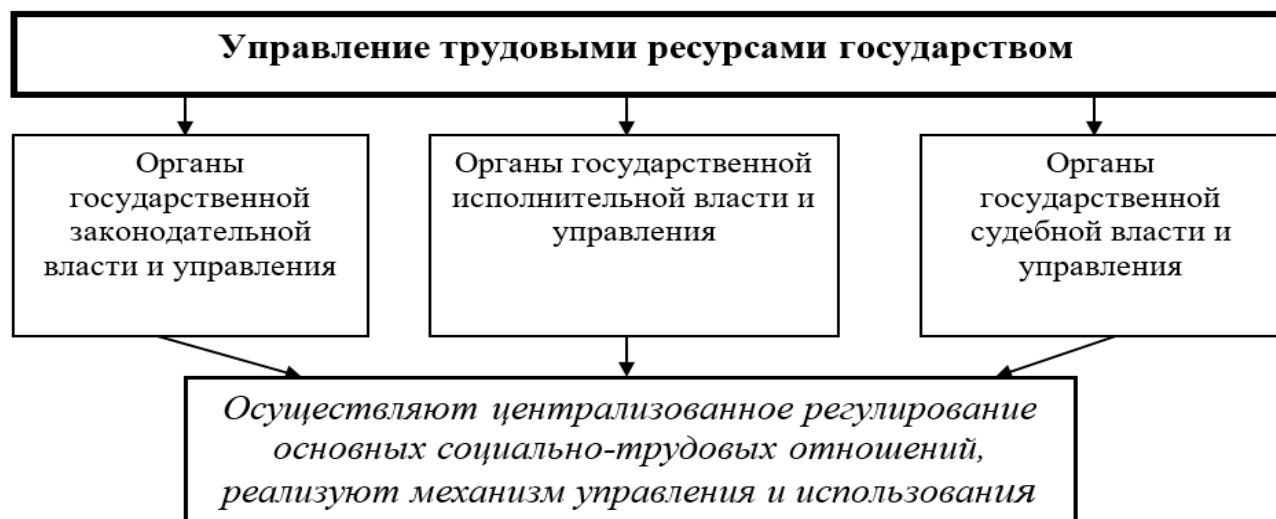 Управление трудовыми ресурсами государством
Органы
государственной
законодательной
власти и управления
Органы государственной
исполнительной власти и
управления
Органы
государственной
судебной власти и
управления
Осуществляют централизованное регулирование
основных социально-трудовых отношений,
реализуют механизм управления и использования